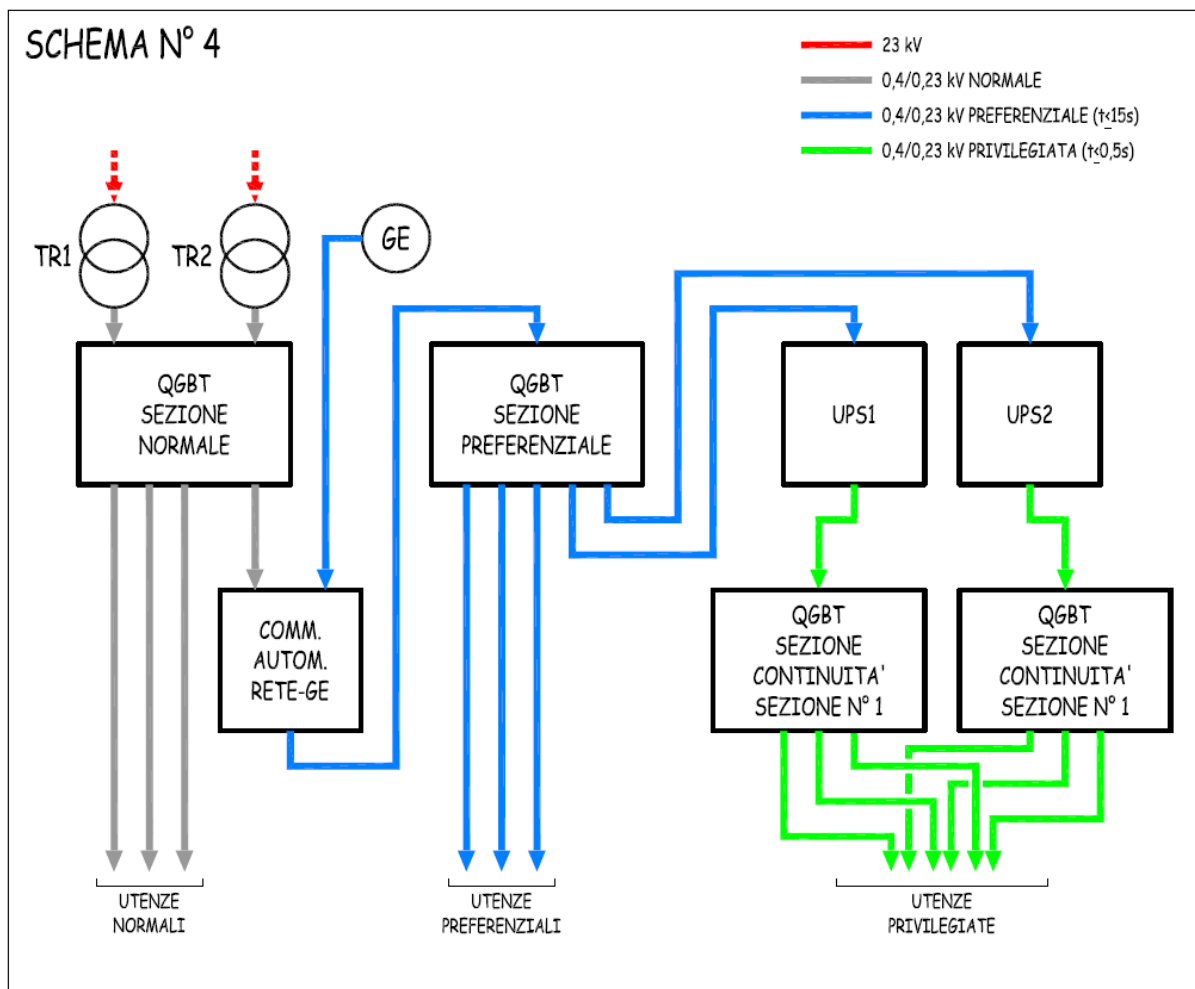 SCHEMA N° 4
23 kV
0,4/0,23 kV NORMALE
0,4/0,23 kV PREFERENZIALE (t≤15s)
0,4/0,23 kV PRIVILEGIATA (t≤0,5s)
TR1
TR2
GE
QGBT
SEZIONE
NORMALE
QGBT
SEZIONE
PREFERENZIALE
UPS1
UPS2
COMM.
AUTOM.
RETE-GE
QGBT
SEZIONE
CONTINUITA'
SEZIONE N° 1
QGBT
SEZIONE
CONTINUITA'
SEZIONE N° 1
UTENZE
NORMALI
UTENZE
PREFERENZIALI
UTENZE
PRIVILEGIATE